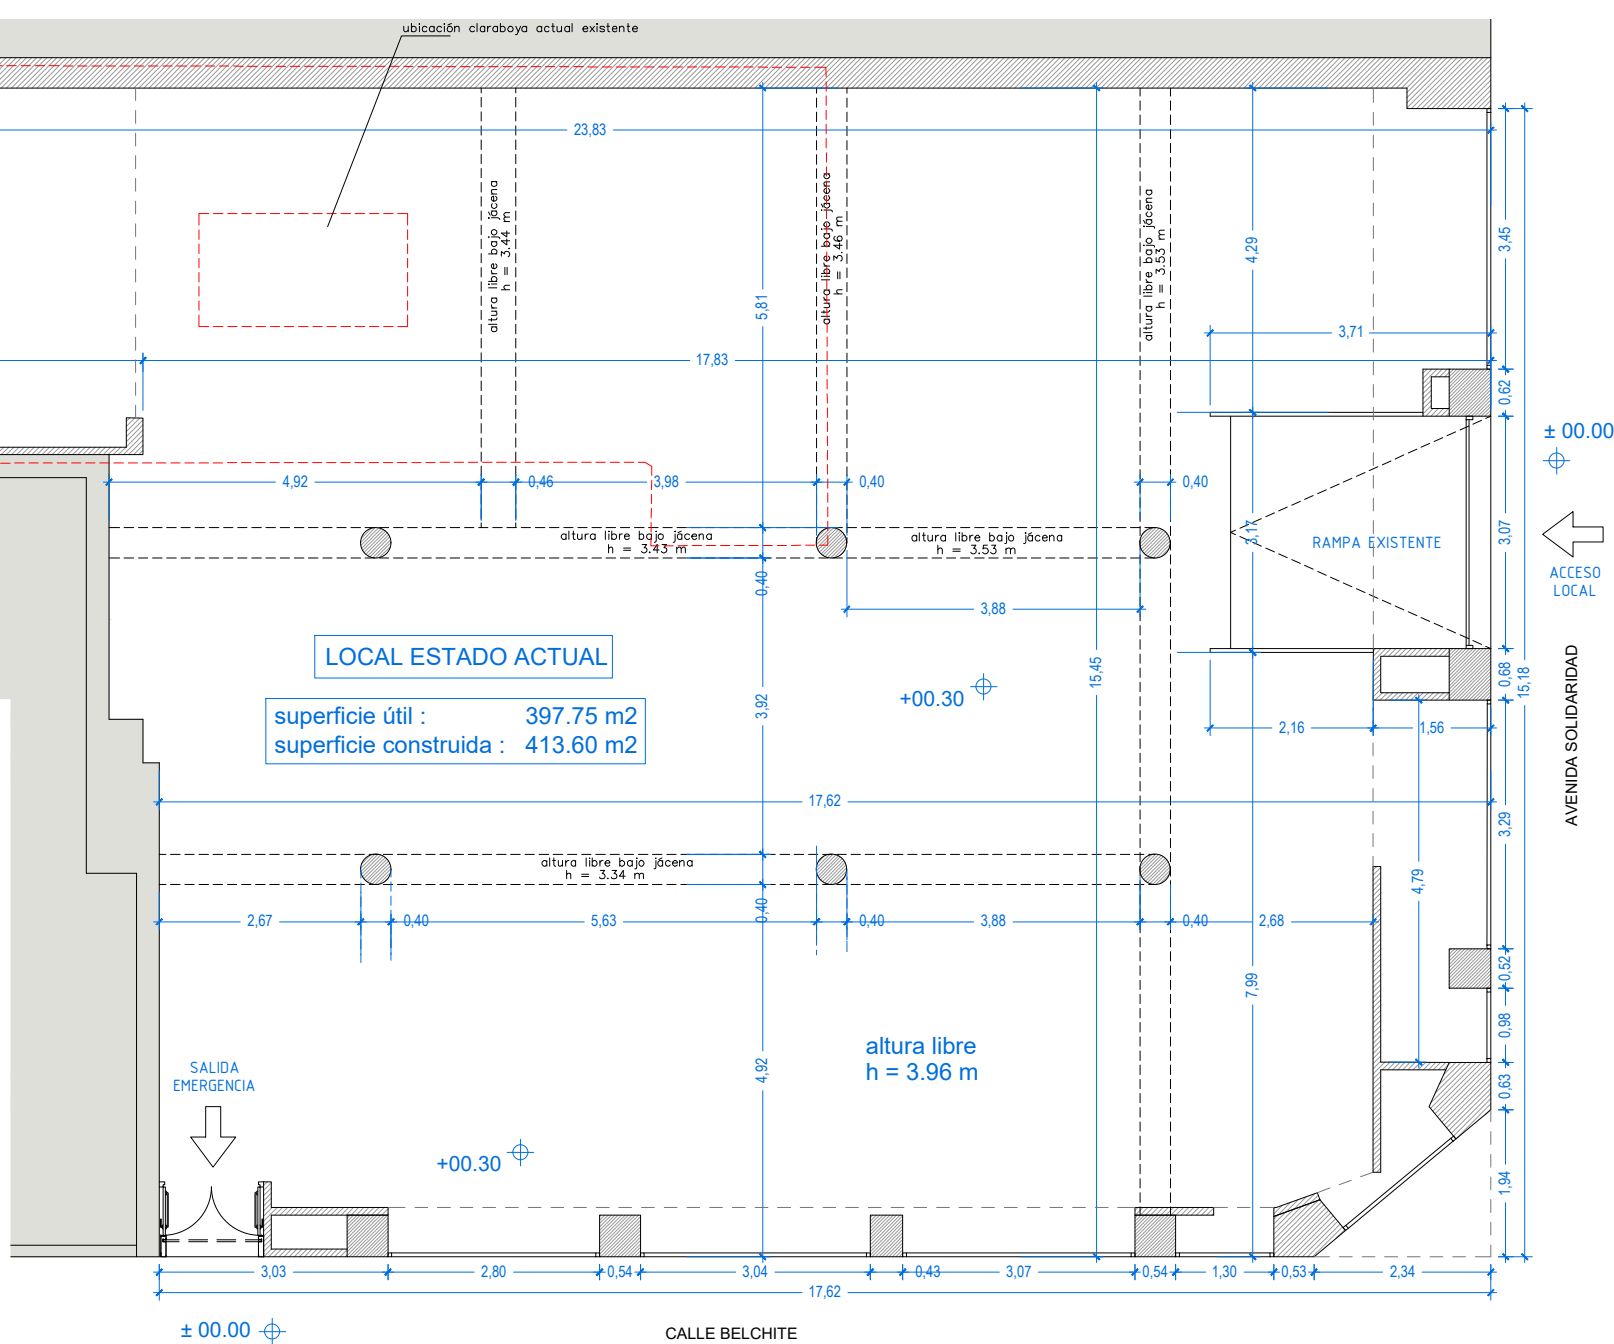 ubicación claraboya actual existente
23,83
altura libre bajo jácena
h = 3.44 m
altura libre bajo jácena
h = 3.46 m
altura libre bajo jácena
h = 3.53 m
5,81
4,29
3,45
3,71
17,83
0,62
± 00.00
4,92
0,46
3,98
0,40
0,40
altura libre bajo jácena
h = 3.43 m
altura libre bajo jácena
h = 3.53 m
3,17
RAMPA EXISTENTE
3,07
ACCESO
LOCAL
0,40
3,88
LOCAL ESTADO ACTUAL
superficie útil : 397.75 m2
superficie construida : 413.60 m2
+00.30
3,92
15,45
0,68
15,18
2,16
1,56
AVENIDA SOLIDARIDAD
17,62
3,29
altura libre bajo jácena
h = 3.34 m
4,79
2,67
0,40
5,63
0,40
0,40
3,88
0,40
2,68
0,52
7,99
0,98
altura libre
h = 3.96 m
4,92
SALIDA
EMERGENCIA
0,63
+00.30
1,94
3,03
2,80
0,54
3,04
0,43
3,07
0,54
1,30
0,53
2,34
17,62
± 00.00
CALLE BELCHITE